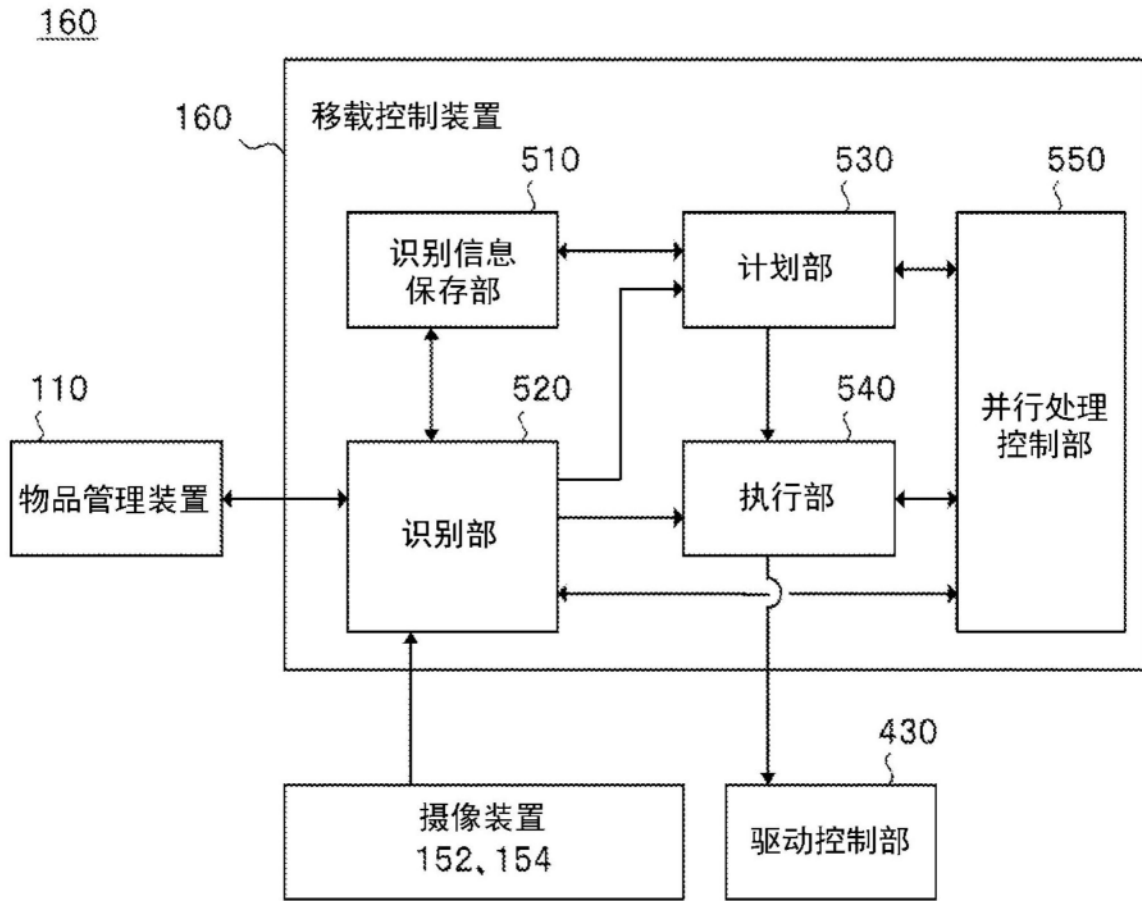 160
160
移载控制装置
510
530
550
识别信息
保存部
计划部
110
520
540
并行处理
控制部
物品管理装置
识别部
执行部
430
摄像装置
152、154
驱动控制部